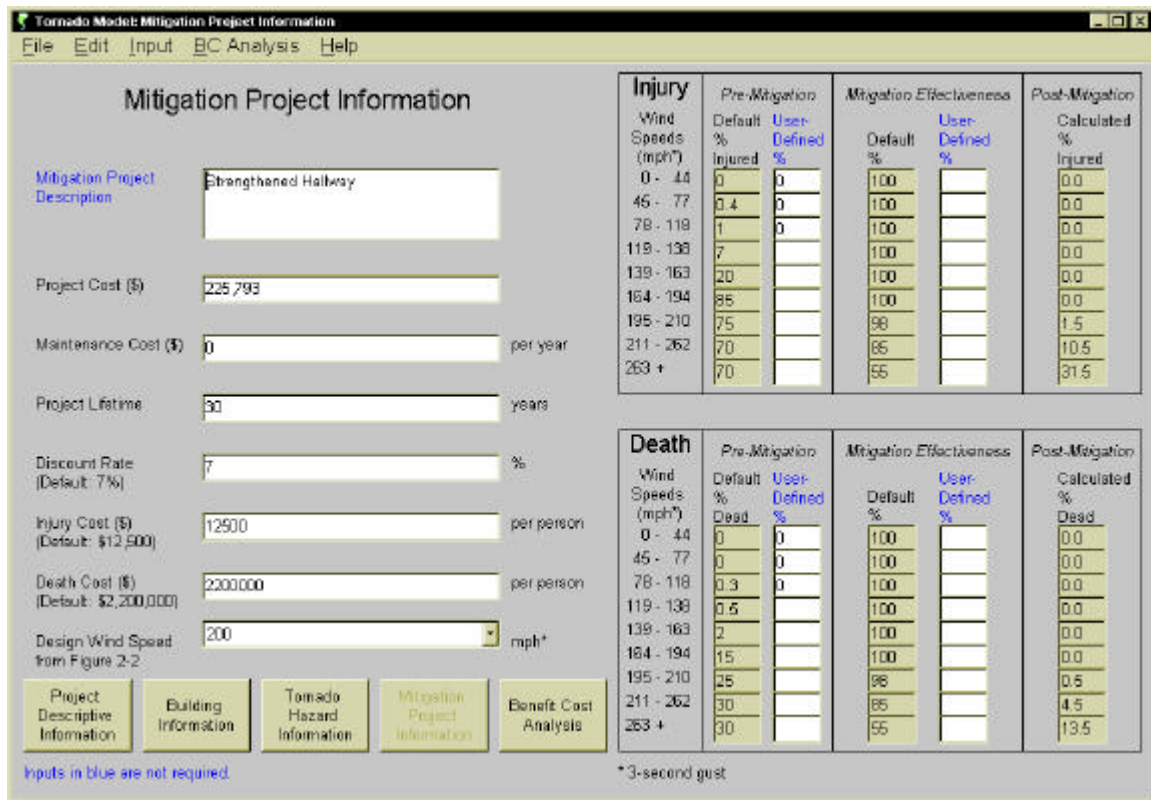 Tornado Model: Mitigation Project Information
File Edit Input BC Analysis Help
Mitigation Project Information
Mitigation Project
Description
Strengthened Hallway
Project Cost ($)
225,793
Maintenance Cost ($)
0
per year
Project Lifetime
30
years
Discount Rate
(Default: 7%)
7
%
Injury Cost ($)
(Default: $12,500)
12500
per person
Death Cost ($)
(Default: $2,200,000)
2200000
per person
Design Wind Speed
from Figure 2-2
200
mph*
Project
Descriptive
Information
Building
Information
Tornado
Hazard
Information
Mitigation
Project
Information
Benefit Cost
Analysis
Inputs in blue are not required.
Injury Pre-Mitigation Mitigation Effectiveness Post-Mitigation
Wind Default User- User- Calculated
Speeds % Defined Default Defined %
(mph*) Injured % % % Injured
0 - 44 0 0 100 0.0
45 - 77 0.4 0 100 0.0
78 - 118 1 0 100 0.0
119 - 138 7 100 0.0
139 - 163 20 100 0.0
164 - 194 85 100 0.0
195 - 210 75 98 1.5
211 - 262 70 85 10.5
263 + 70 55 31.5
Death Pre-Mitigation Mitigation Effectiveness Post-Mitigation
Wind Default User- User- Calculated
Speeds % Defined Default Defined %
(mph*) Dead % % % Dead
0 - 44 0 0 100 0.0
45 - 77 0 0 100 0.0
78 - 118 0.3 0 100 0.0
119 - 138 0.5 100 0.0
139 - 163 2 100 0.0
164 - 194 15 100 0.0
195 - 210 25 98 0.5
211 - 262 30 85 4.5
263 + 30 55 13.5
* 3-second gust